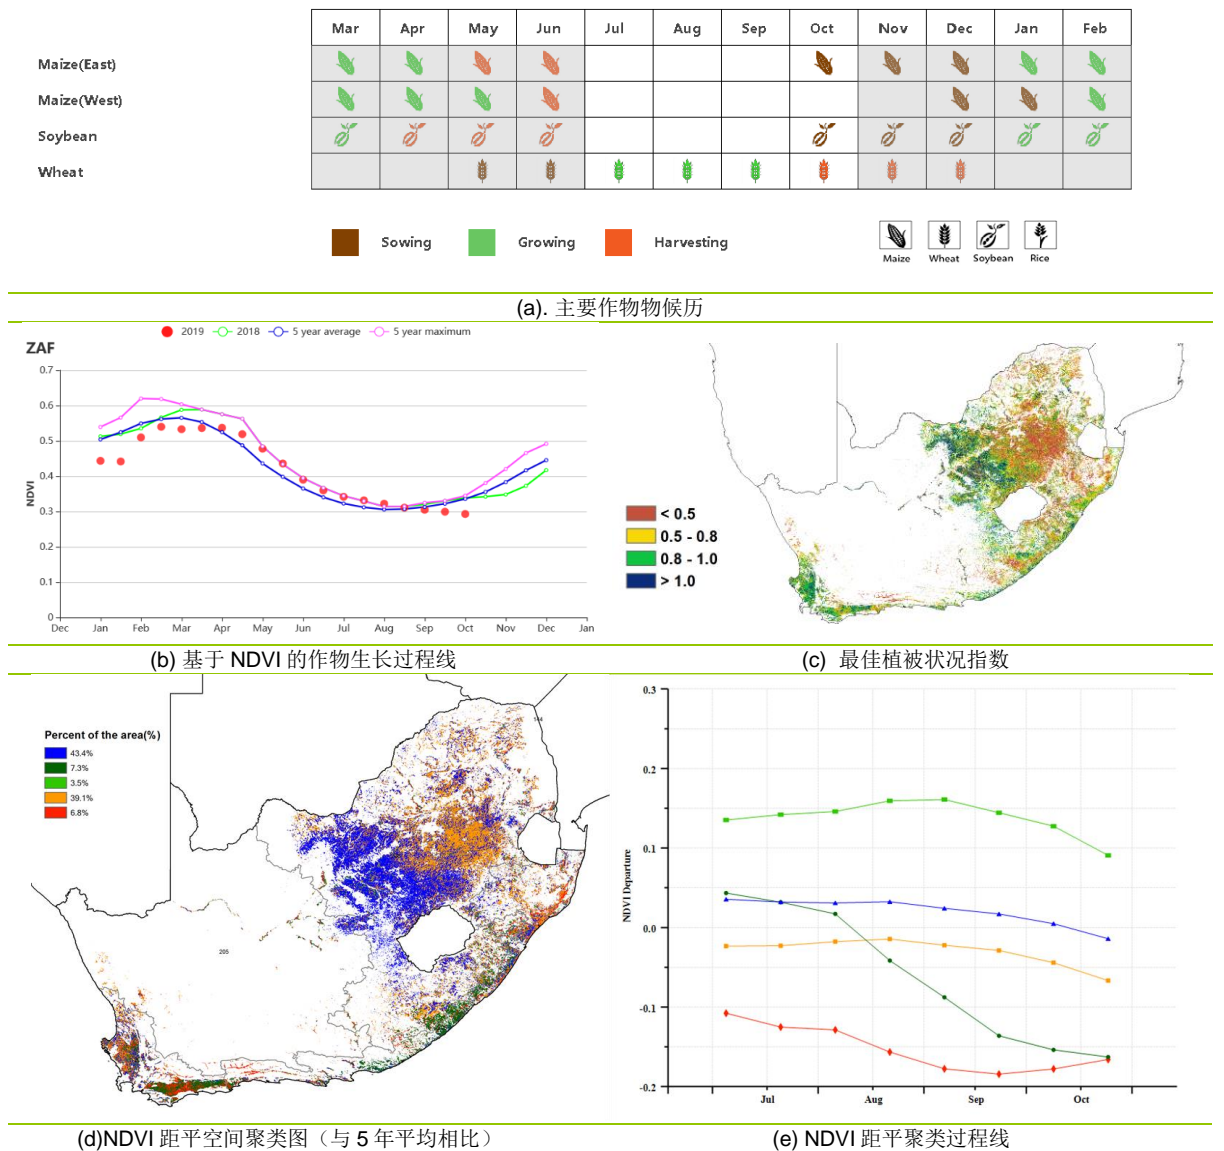 Mar Apr May Jun Jul Aug Sep Oct Nov Dec Jan Feb
Maize(East)
Maize(West)
Soybean
Wheat
Sowing Growing Harvesting
Maize Wheat Soybean Rice
(a). 主要作物物候历
2019 2018 5 year average 5 year maximum
ZAF
0.7
0.6
0.5
0.4
0.3
0.2
0.1
0
NDVI
Dec Jan Feb Mar Apr May Jun Jul Aug Sep Oct Nov Dec Jan
< 0.5
0.5 - 0.8
0.8 - 1.0
> 1.0
(b) 基于 NDVI 的作物生长过程线
(c) 最佳植被状况指数
Percent of the area(%)
43.4%
7.3%
3.5%
39.1%
6.8%
144
205
0.3
0.2
0.1
0.0
-0.1
-0.2
NDVI Departure
Jul Aug Sep Oct
(d)NDVI 距平空间聚类图（与 5 年平均相比）
(e) NDVI 距平聚类过程线